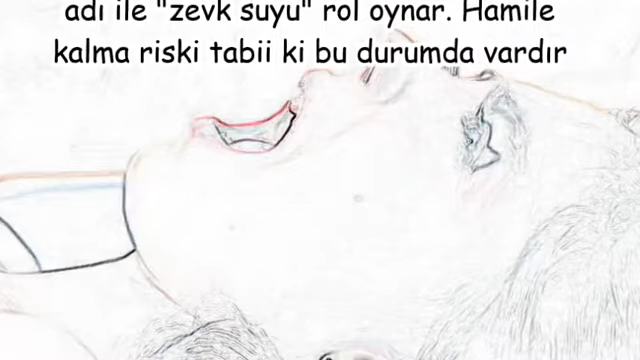 adı ile "zevk suyu" rol oynar. Hamile
kalma riski tabii ki bu durumda vardır